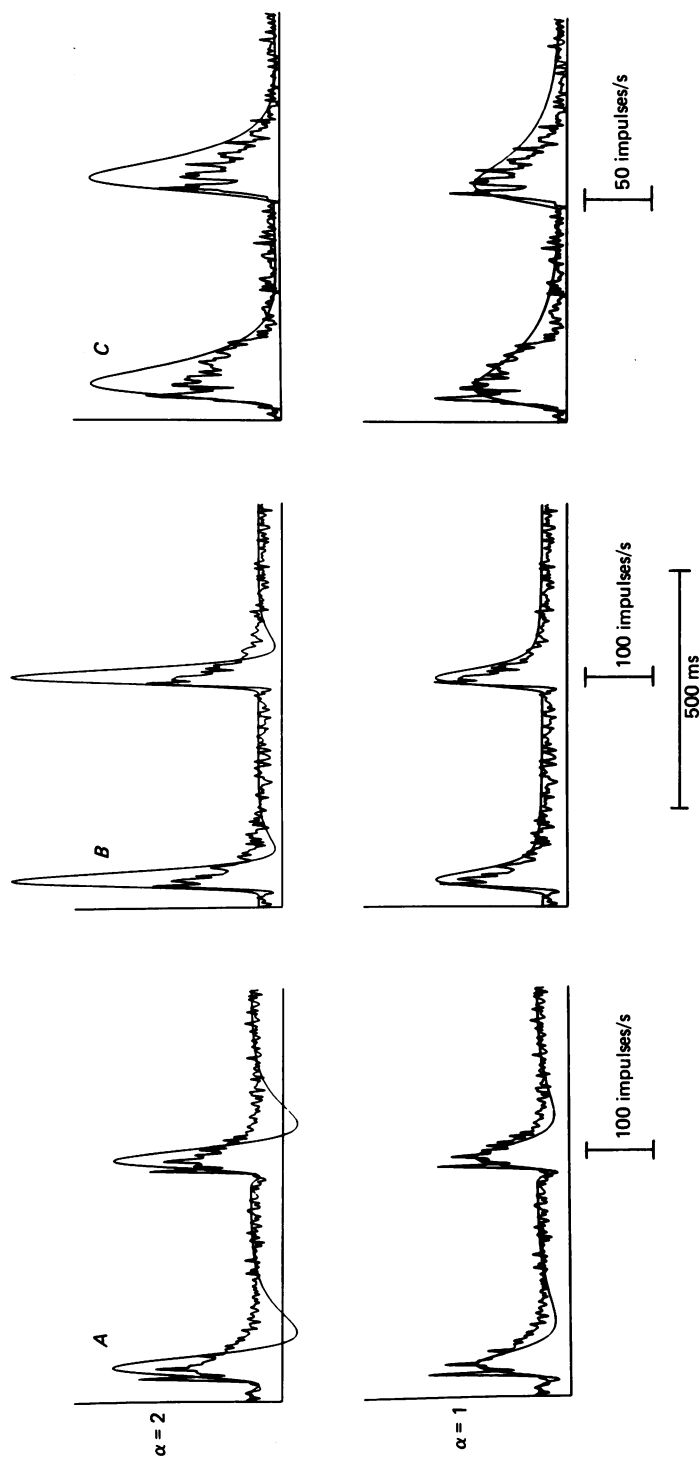 A
B
C
α = 2
α = 1
100 impulses/s
100 impulses/s
50 impulses/s
500 ms